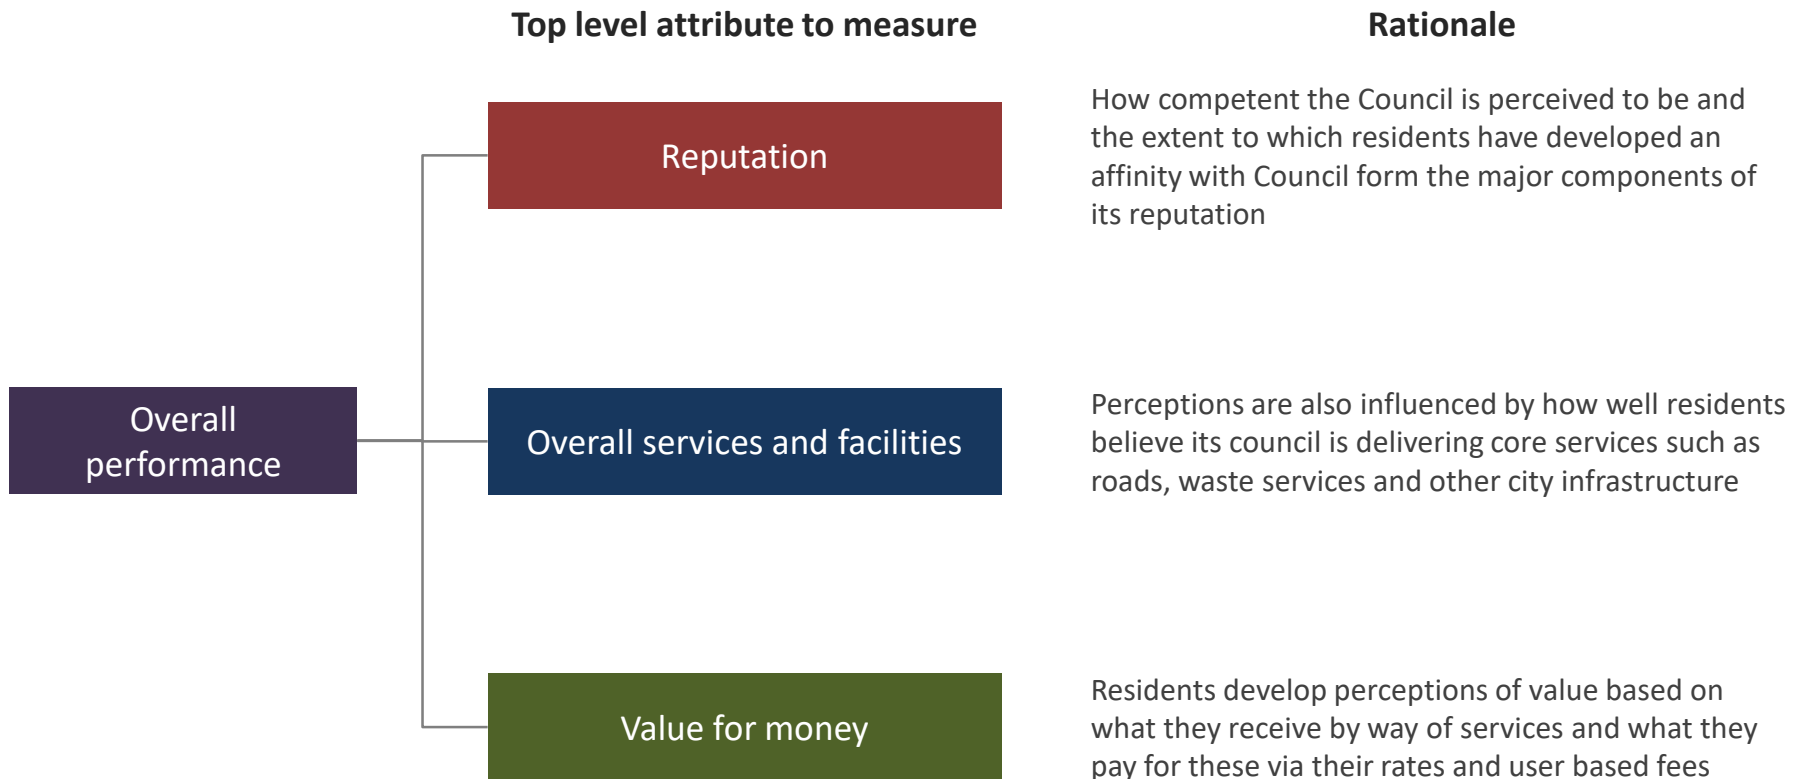 Top level attribute to measure
Rationale
Reputation
How competent the Council is perceived to be and
the extent to which residents have developed an
affinity with Council form the major components of
its reputation
Overall
performance
Overall services and facilities
Perceptions are also influenced by how well residents
believe its council is delivering core services such as
roads, waste services and other city infrastructure
Value for money
Residents develop perceptions of value based on
what they receive by way of services and what they
pay for these via their rates and user based fees